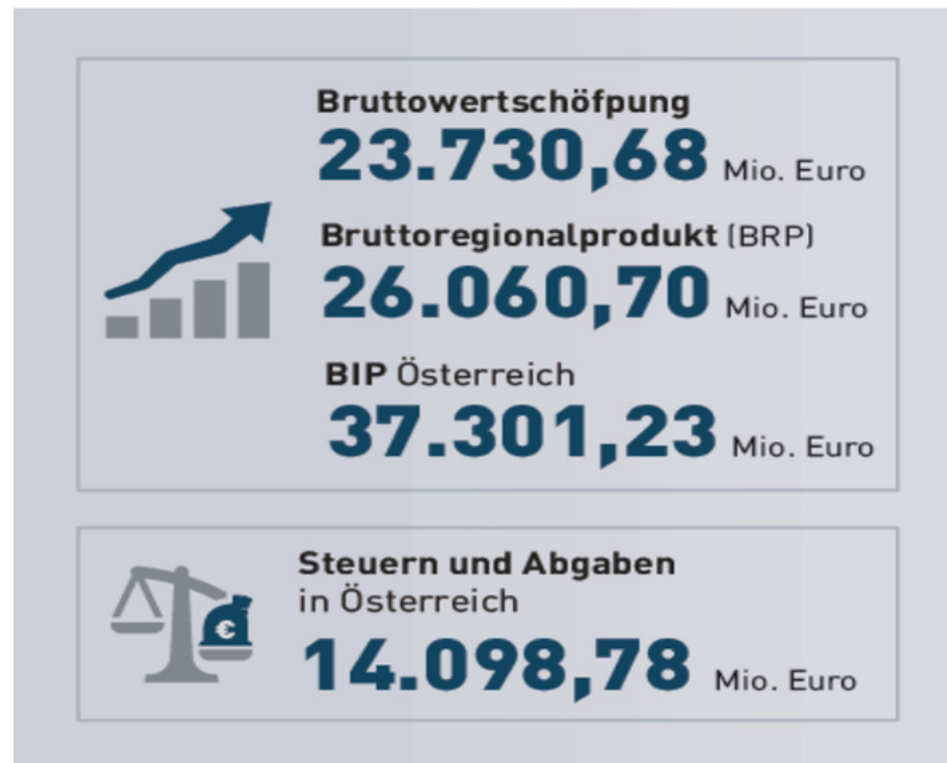 Bruttowertschöfpung
23.730,68 Mio. Euro
Bruttoregionalprodukt (BRP)
26.060,70 Mio. Euro
BIP Österreich
37.301,23 Mio. Euro
Steuern und Abgaben
in Österreich
€
14.098,78 Mio. Euro